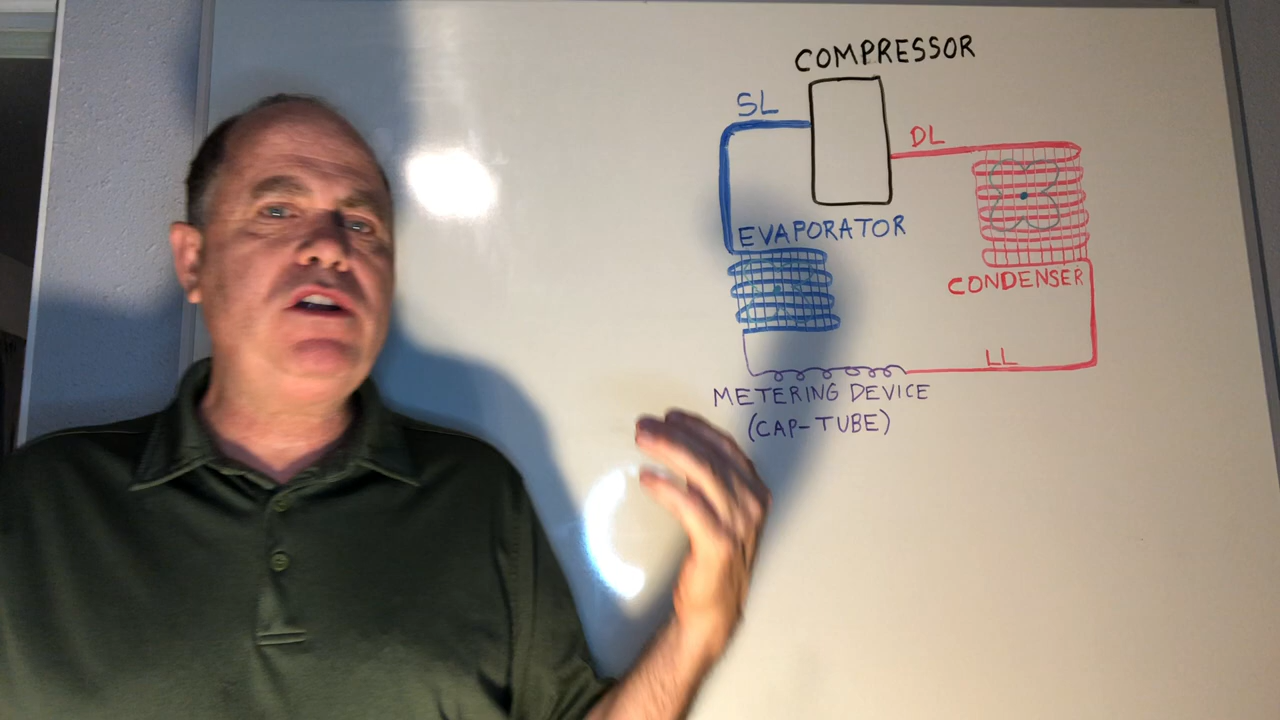 COMPRESSOR
SL
DL
EVAPORATOR
CONDENSER
LL
METERING DEVICE
(CAP-TUBE)